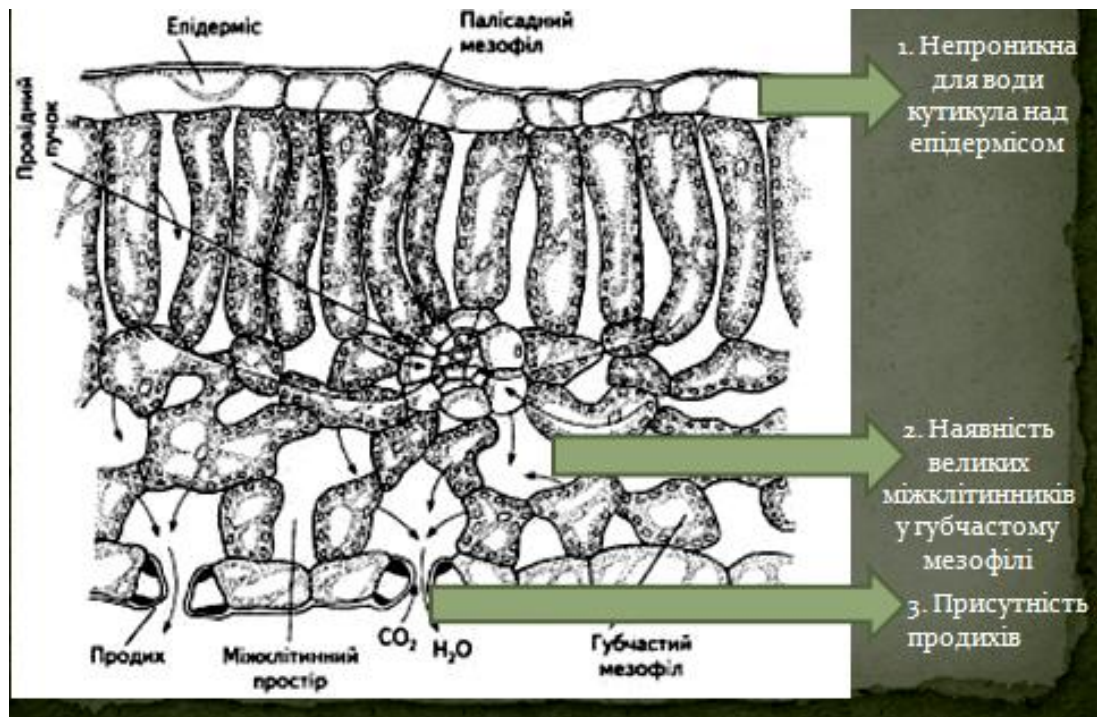 Епідерміс
Палісадний
мезофіл
Провідний
пучок
1. Непроникна
для води
кутикула над
епідермісом
2. Наявність
великих
міжклітинників
у губчастому
мезофілі
3. Присутність
продихів
Продих
Міжклітинний
простір
CO₂
H₂O
Губчастий
мезофіл